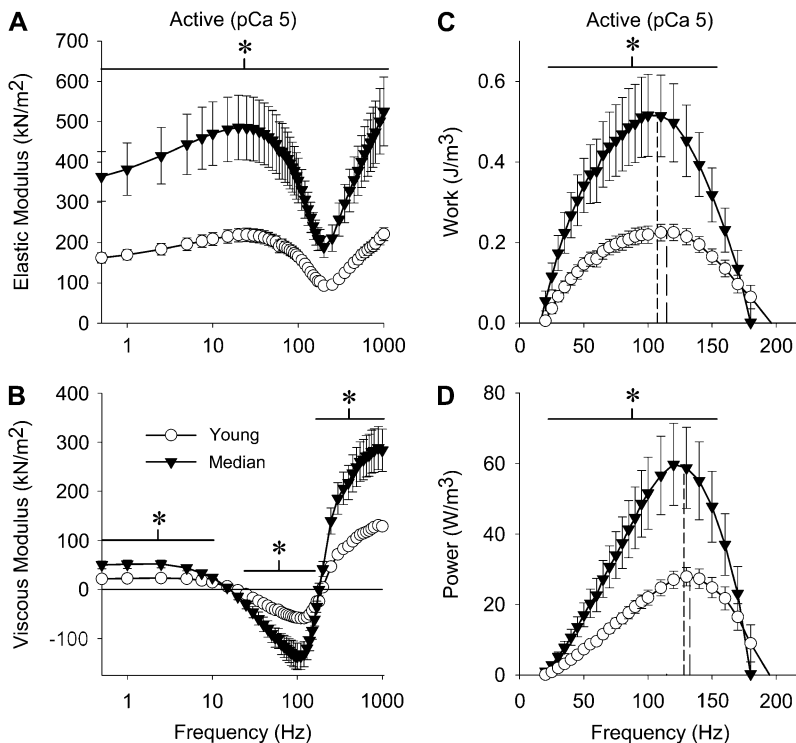 A
Active (pCa 5)
Elastic Modulus (kN/m²)
700
600
500
400
300
200
100
0
*
1 10 100 1000
B
Viscous Modulus (kN/m²)
400
300
200
100
0
-100
Young
Median
*
*
*
1 10 100 1000
Frequency (Hz)
C
Active (pCa 5)
Work (J/m³)
0.6
0.4
0.2
0.0
*
0 50 100 150 200
D
Power (W/m³)
80
60
40
20
0
*
0 50 100 150 200
Frequency (Hz)